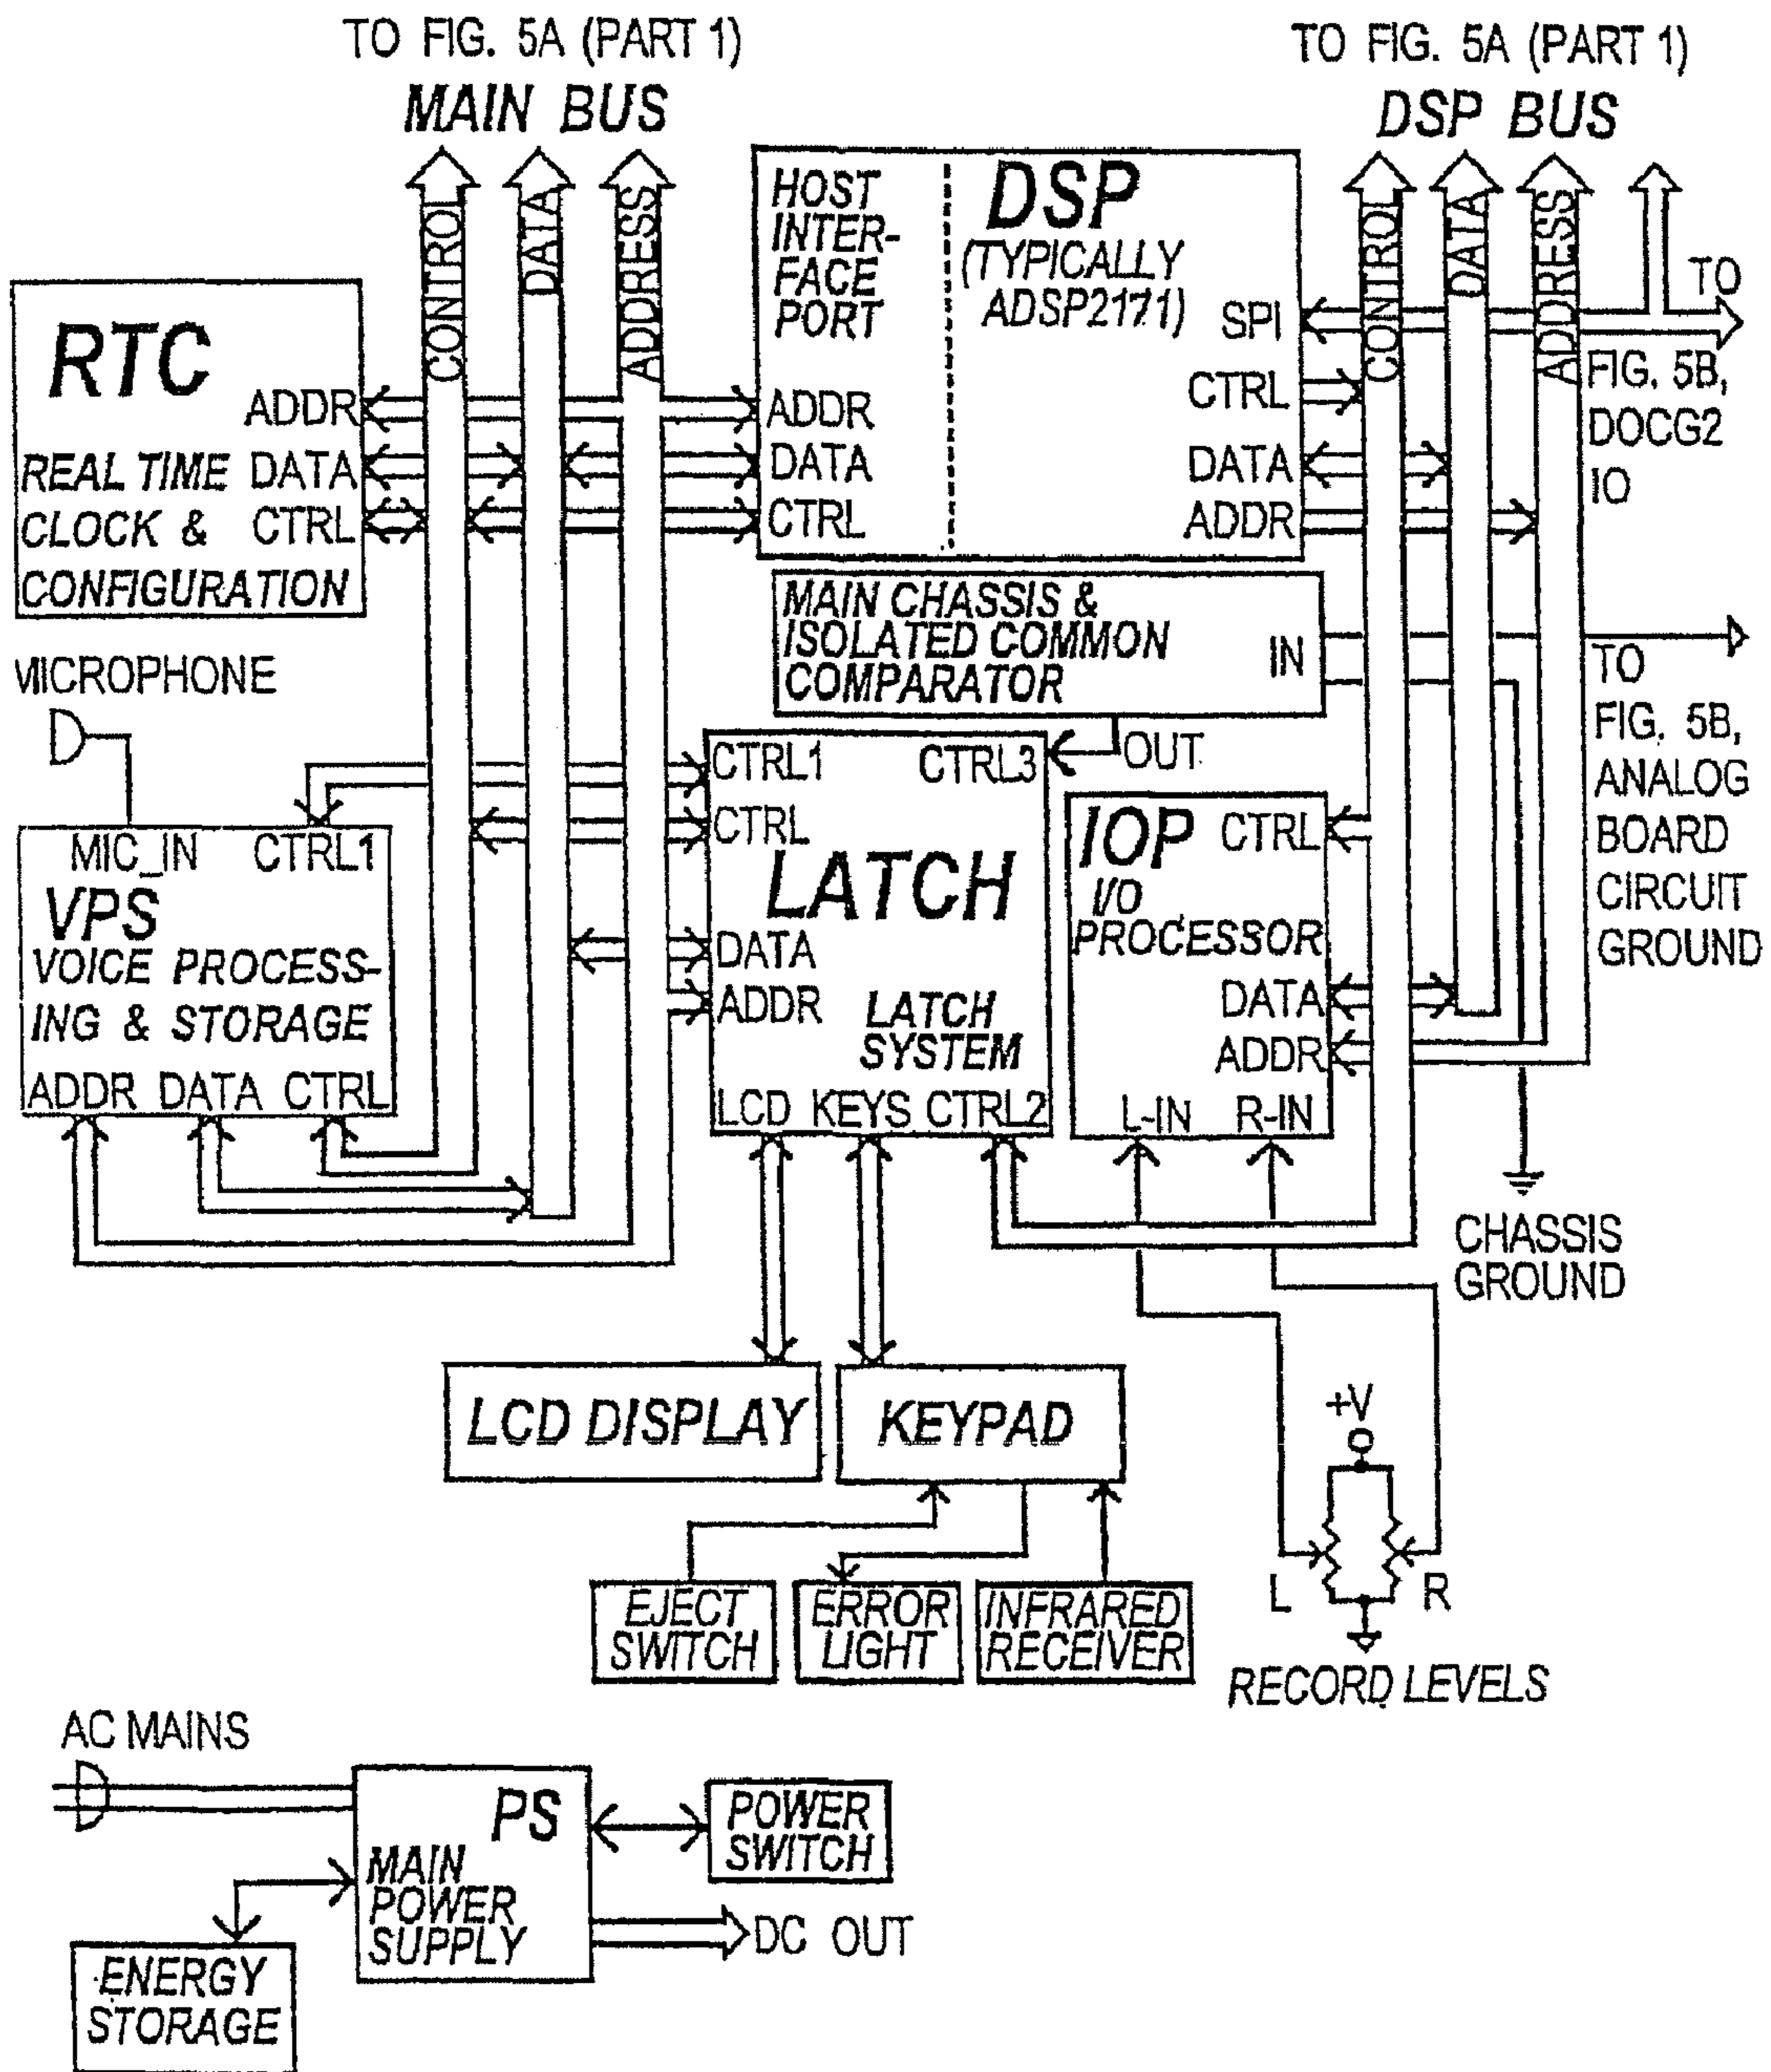 TO FIG. 5A (PART 1)
MAIN BUS
TO FIG. 5A (PART 1)
DSP BUS
CONTROL
DATA
ADDRESS
HOST
INTER-
FACE
PORT
DSP
(TYPICALLY
ADSP2171)
SPI
CTRL
DATA
ADDR
ADDR
DATA
CTRL
CONTROL
DATA
ADDRESS
TO
FIG. 5B,
DOCG2
IO
RTC
ADDR
REAL TIME DATA
CLOCK & CTRL
CONFIGURATION
MAIN CHASSIS &
ISOLATED COMMON
COMPARATOR
IN
OUT
TO
FIG. 5B,
ANALOG
BOARD
CIRCUIT
GROUND
MICROPHONE
MIC_IN CTRL1
VPS
VOICE PROCESS-
ING & STORAGE
ADDR DATA CTRL
CTRL1 CTRL3
CTRL
LATCH
DATA
ADDR
LATCH
SYSTEM
LCD KEYS CTRL2
IOP CTRL
I/O
PROCESSOR
DATA
ADDR
L-IN R-IN
CHASSIS
GROUND
LCD DISPLAY
KEYPAD
EJECT
SWITCH
ERROR
LIGHT
INFRARED
RECEIVER
+V
L R
RECORD LEVELS
AC MAINS
PS
MAIN
POWER
SUPPLY
POWER
SWITCH
DC OUT
ENERGY
STORAGE